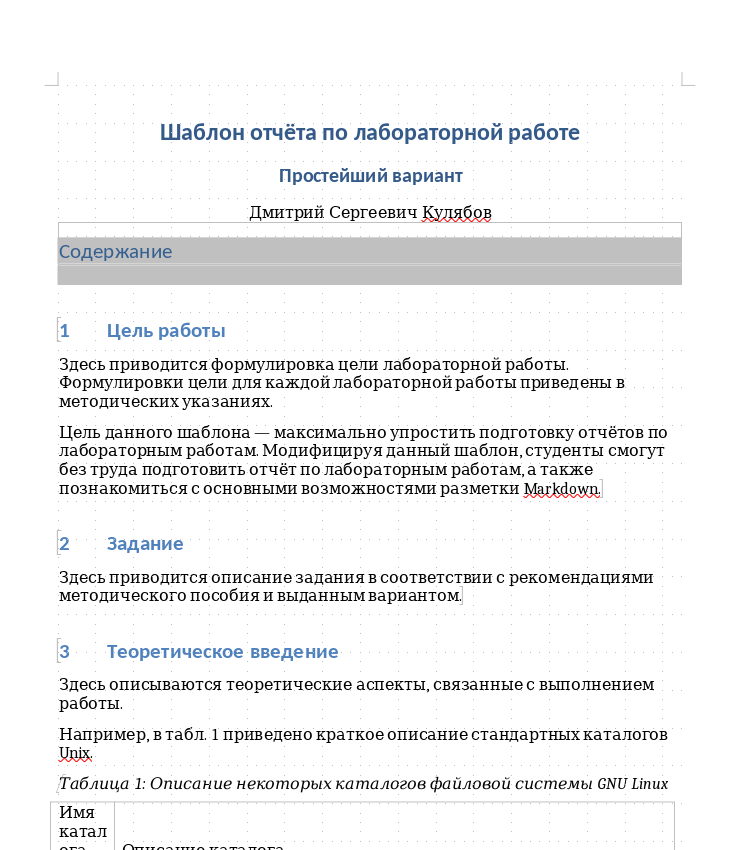 Шаблон отчёта по лабораторной работе
Простейший вариант
Дмитрий Сергеевич Кулябов
Содержание
1 Цель работы
Здесь приводится формулировка цели лабораторной работы.
Формулировки цели для каждой лабораторной работы приведены в
методических указаниях.
Цель данного шаблона — максимально упростить подготовку отчётов по
лабораторным работам. Модифицируя данный шаблон, студенты смогут
без труда подготовить отчёт по лабораторным работам, а также
познакомиться с основными возможностями разметки Markdown.
2 Задание
Здесь приводится описание задания в соответствии с рекомендациями
методического пособия и выданным вариантом.
3 Теоретическое введение
Здесь описываются теоретические аспекты, связанные с выполнением
работы.
Например, в табл. 1 приведено краткое описание стандартных каталогов
Unix.
Таблица 1: Описание некоторых каталогов файловой системы GNU Linux
Имя
катал
ога Описание каталога